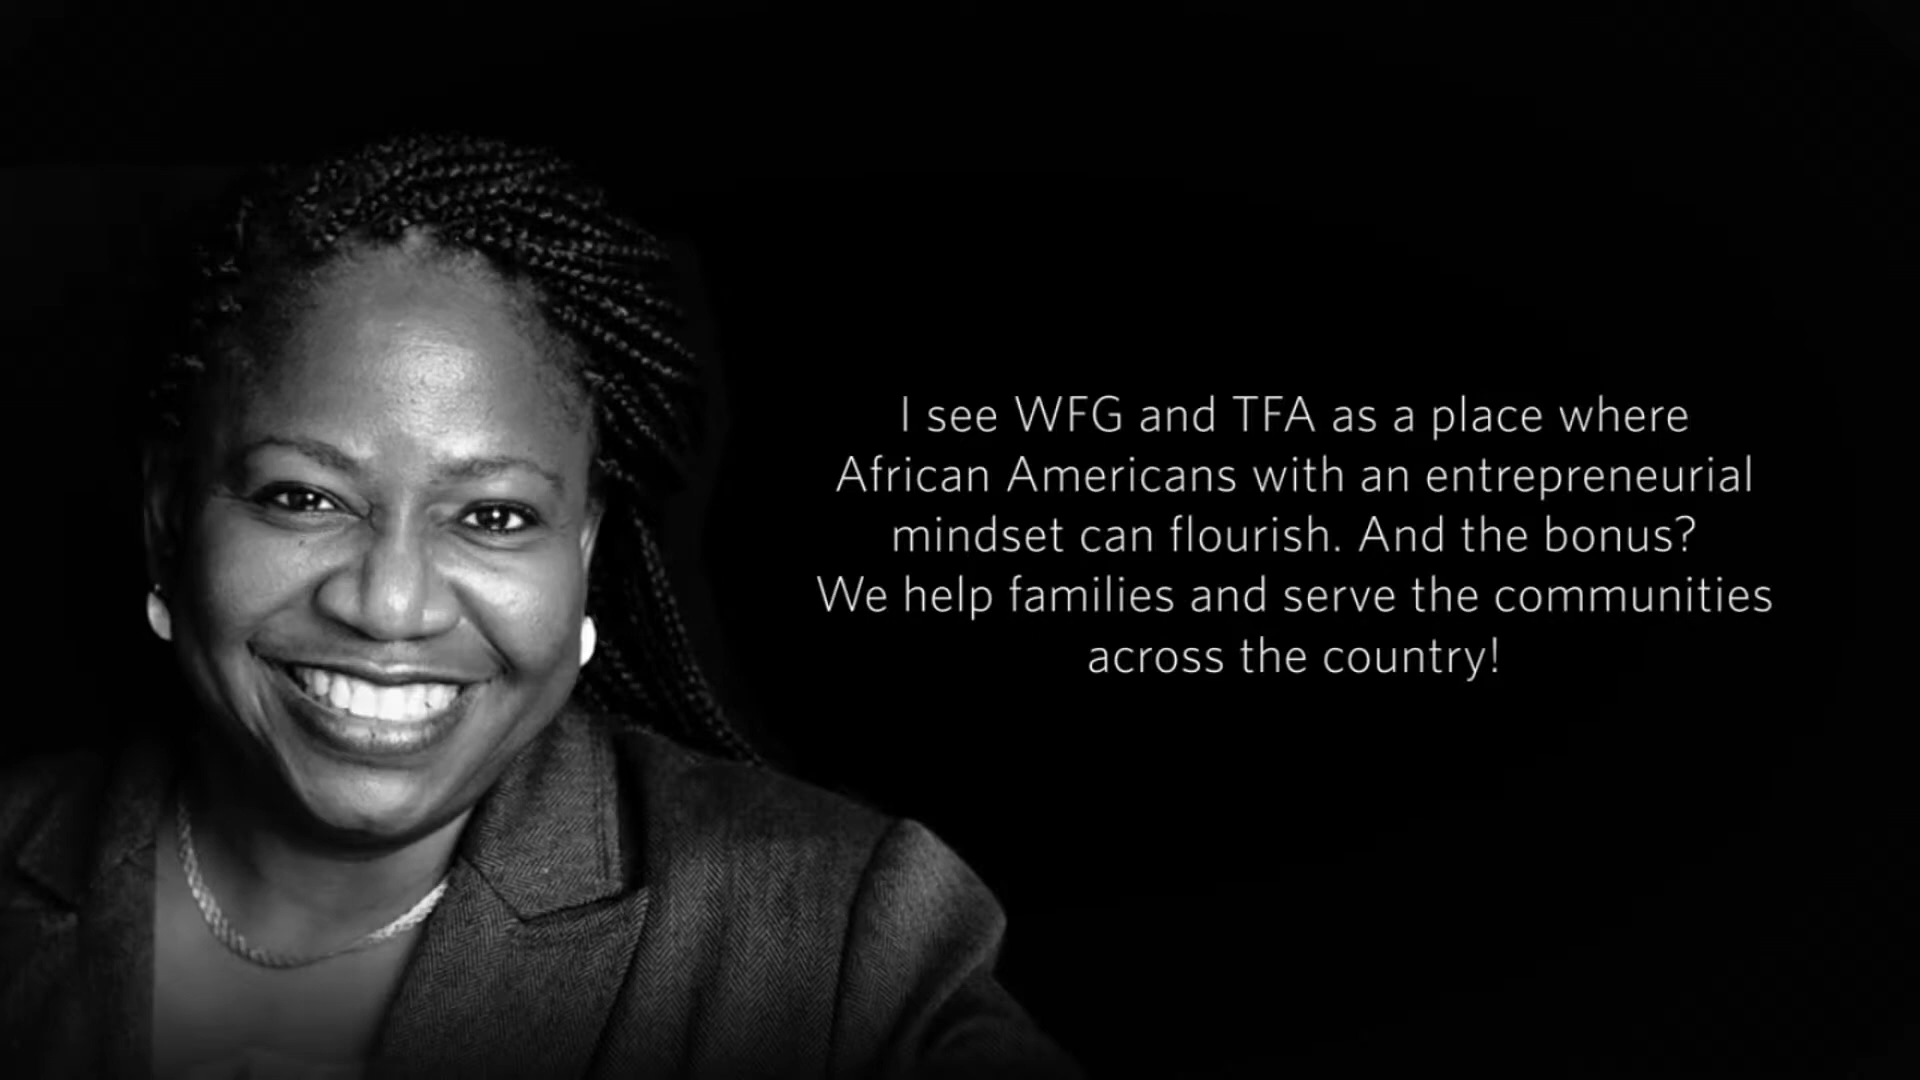 I see WFG and TFA as a place where
African Americans with an entrepreneurial
mindset can flourish. And the bonus?
We help families and serve the communities
across the country!